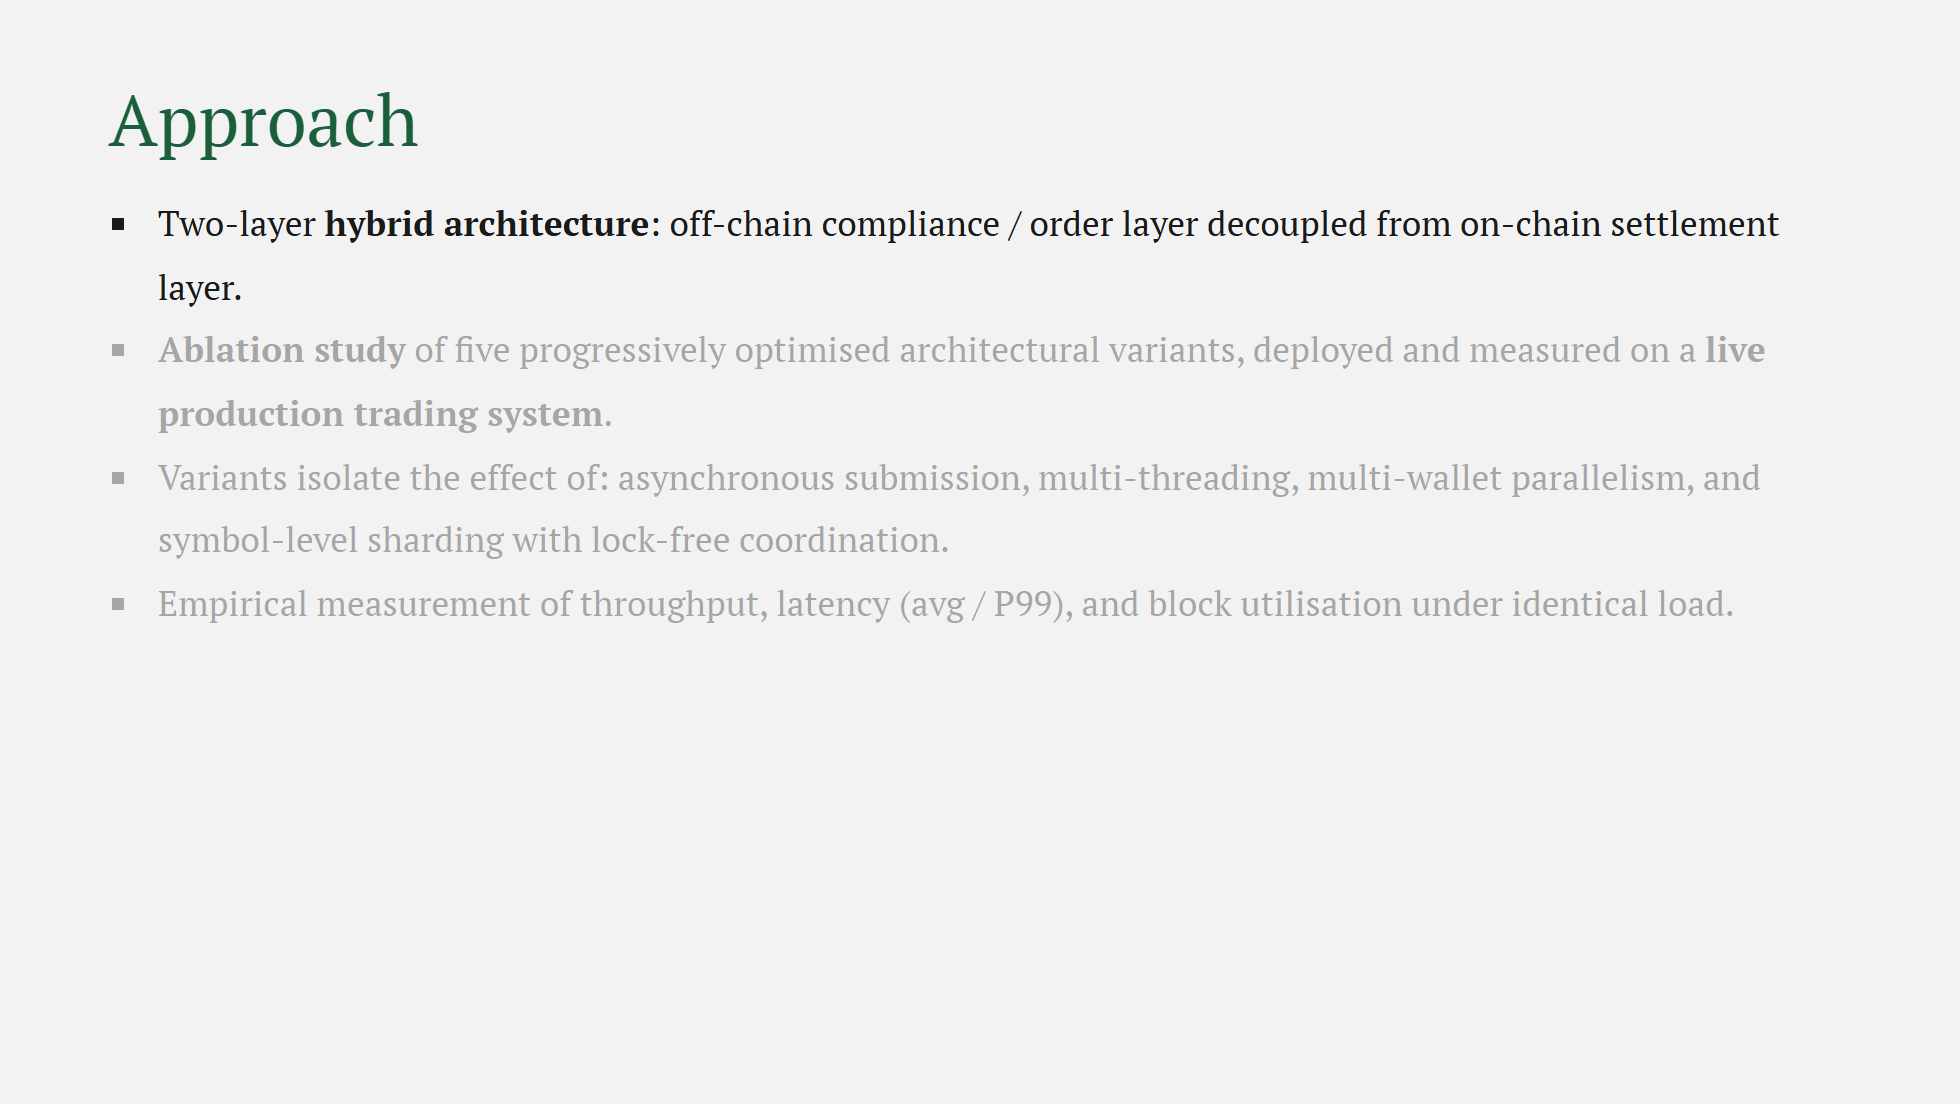 Approach
▪ Two-layer hybrid architecture: off-chain compliance / order layer decoupled from on-chain settlement
layer.
▪ Ablation study of five progressively optimised architectural variants, deployed and measured on a live
production trading system.
▪ Variants isolate the effect of: asynchronous submission, multi-threading, multi-wallet parallelism, and
symbol-level sharding with lock-free coordination.
▪ Empirical measurement of throughput, latency (avg / P99), and block utilisation under identical load.